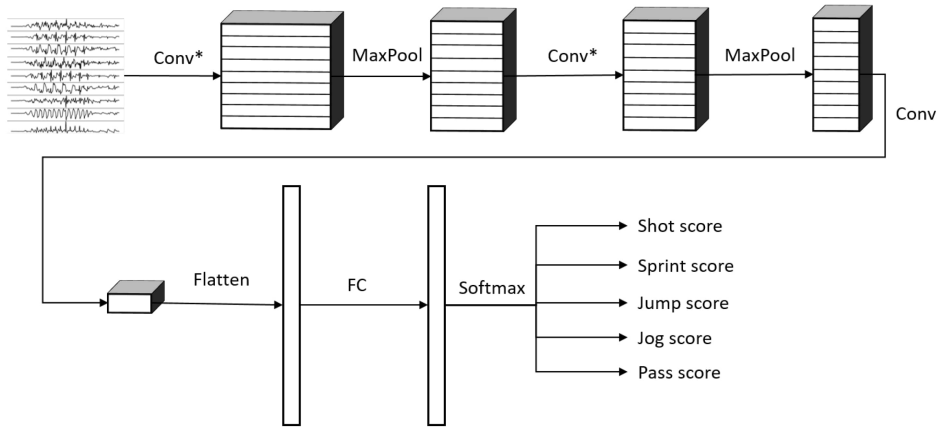 Conv*
MaxPool
Conv*
MaxPool
Conv
Flatten
FC
Softmax
Shot score
Sprint score
Jump score
Jog score
Pass score